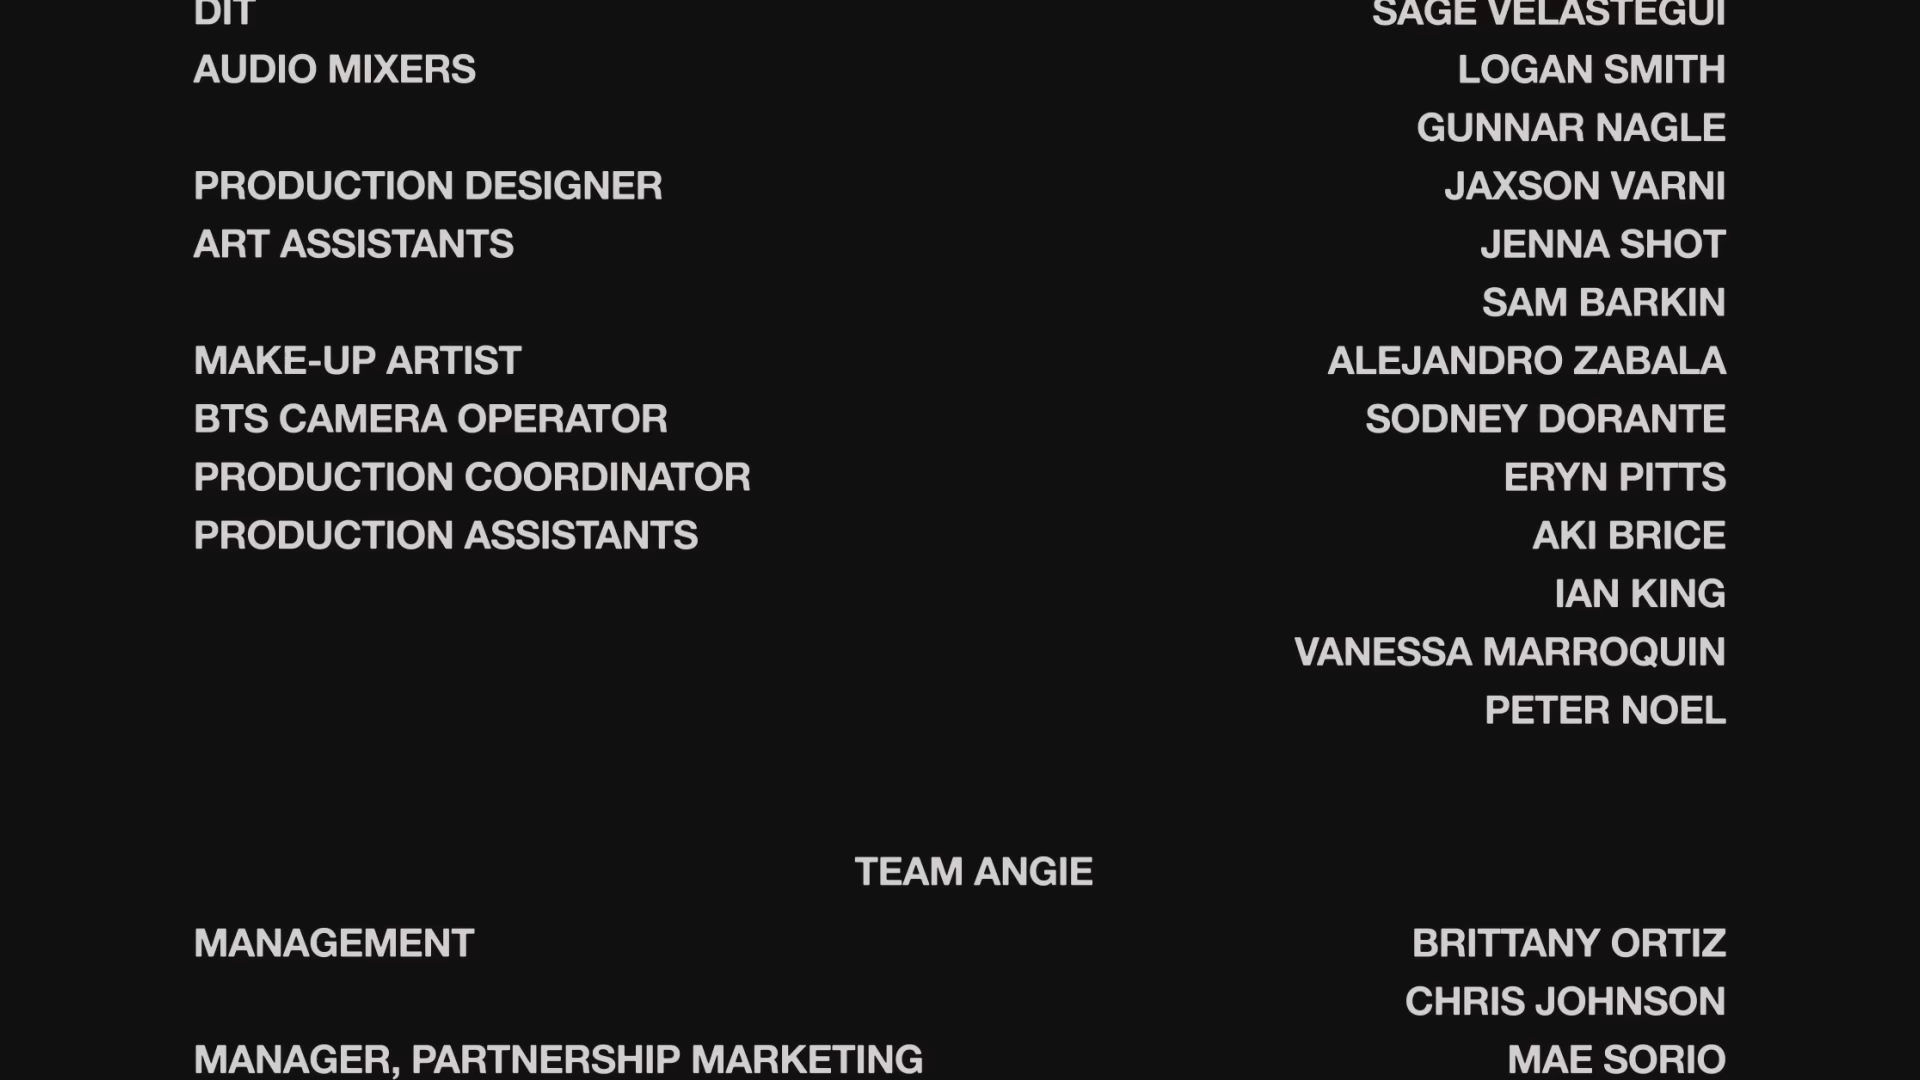 DIT SAGE VELASTEGUI
AUDIO MIXERS LOGAN SMITH
GUNNAR NAGLE
PRODUCTION DESIGNER JAXSON VARNI
ART ASSISTANTS JENNA SHOT
SAM BARKIN
MAKE-UP ARTIST ALEJANDRO ZABALA
BTS CAMERA OPERATOR SODNEY DORANTE
PRODUCTION COORDINATOR ERYN PITTS
PRODUCTION ASSISTANTS AKI BRICE
IAN KING
VANESSA MARROQUIN
PETER NOEL
TEAM ANGIE
MANAGEMENT BRITTANY ORTIZ
CHRIS JOHNSON
MANAGER, PARTNERSHIP MARKETING MAE SORIO